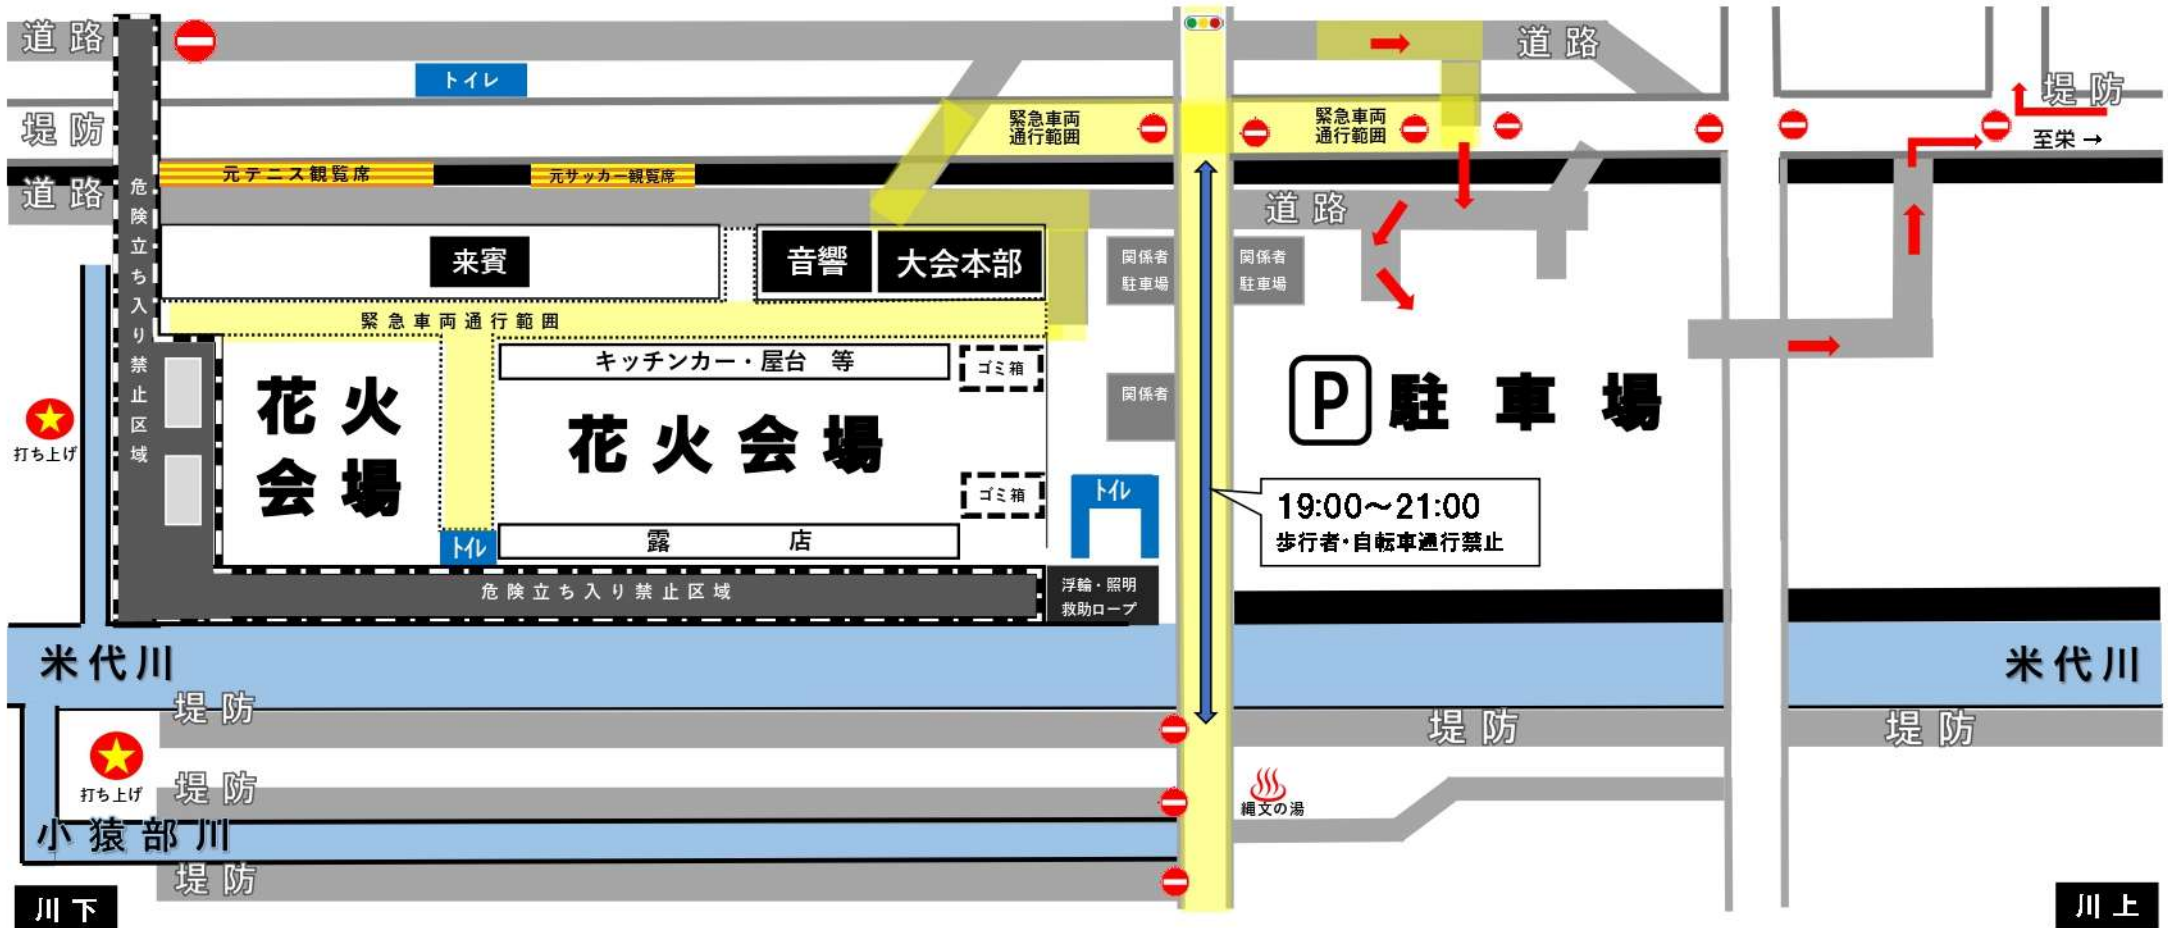 道路
道路
トイレ
堤防
堤防
緊急車両
通行範囲
緊急車両
通行範囲
至栄→
元テニス観覧席
元サッカー観覧席
道路
道路
危険立ち入り禁止区域
来賓
音響
大会本部
関係者
駐車場
関係者
駐車場
緊急車両通行範囲
キッチンカー・屋台 等
ゴミ箱
関係者
花火
会場
花火会場
P 駐車場
打ち上げ
ゴミ箱
トイレ
19:00～21:00
歩行者・自転車通行禁止
トイレ
露店
危険立ち入り禁止区域
浮輪・照明
救助ロープ
米代川
米代川
堤防
堤防
堤防
打ち上げ
堤防
縄文の湯
小猿部川
堤防
川下
川上